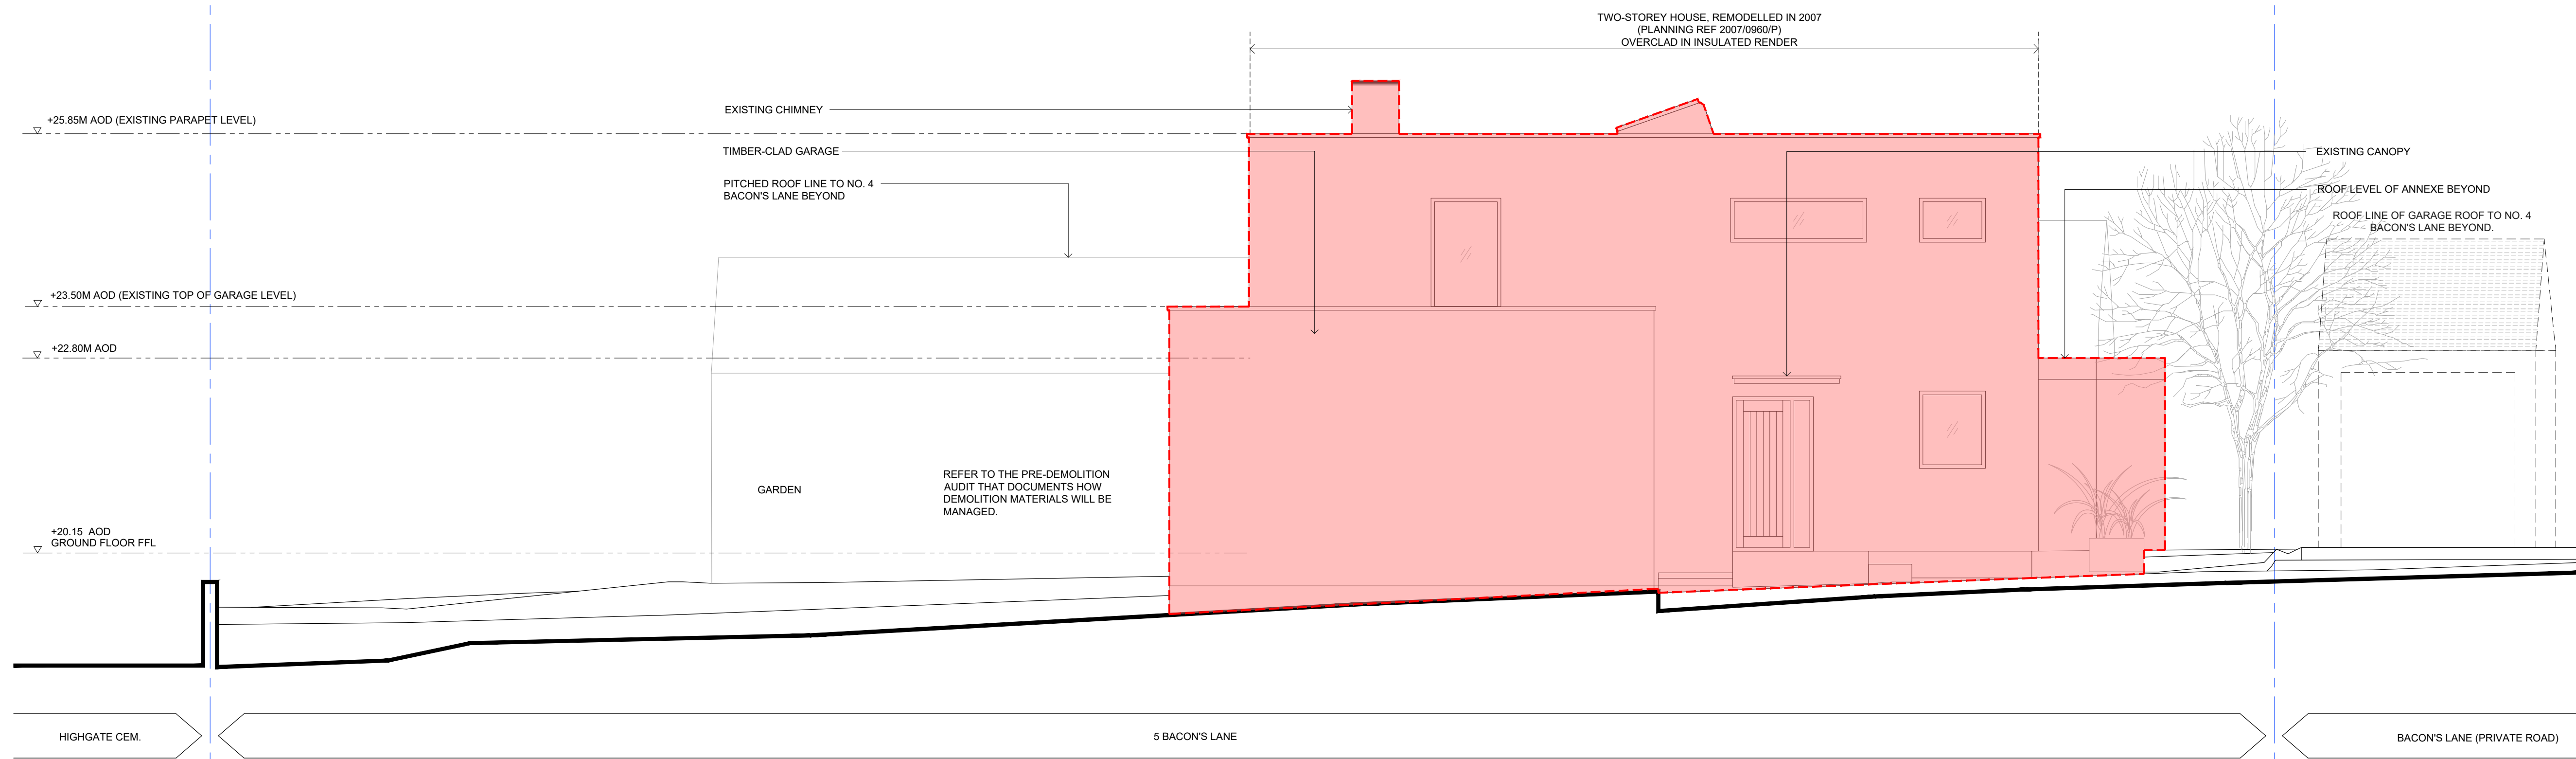 TWO-STOREY HOUSE, REMODELLED IN 2007
(PLANNING REF 2007/0960/P)
OVERCLAD IN INSULATED RENDER
EXISTING CHIMNEY
+25.85M AOD (EXISTING PARAPET LEVEL)
TIMBER-CLAD GARAGE
EXISTING CANOPY
PITCHED ROOF LINE TO NO. 4
BACON'S LANE BEYOND
ROOF LEVEL OF ANNEXE BEYOND
ROOF LINE OF GARAGE ROOF TO NO. 4
BACON'S LANE BEYOND.
+23.50M AOD (EXISTING TOP OF GARAGE LEVEL)
+22.80M AOD
GARDEN
REFER TO THE PRE-DEMOLITION
AUDIT THAT DOCUMENTS HOW
DEMOLITION MATERIALS WILL BE
MANAGED.
+20.15 AOD
GROUND FLOOR FFL
HIGHGATE CEM.
5 BACON'S LANE
BACON'S LANE (PRIVATE ROAD)